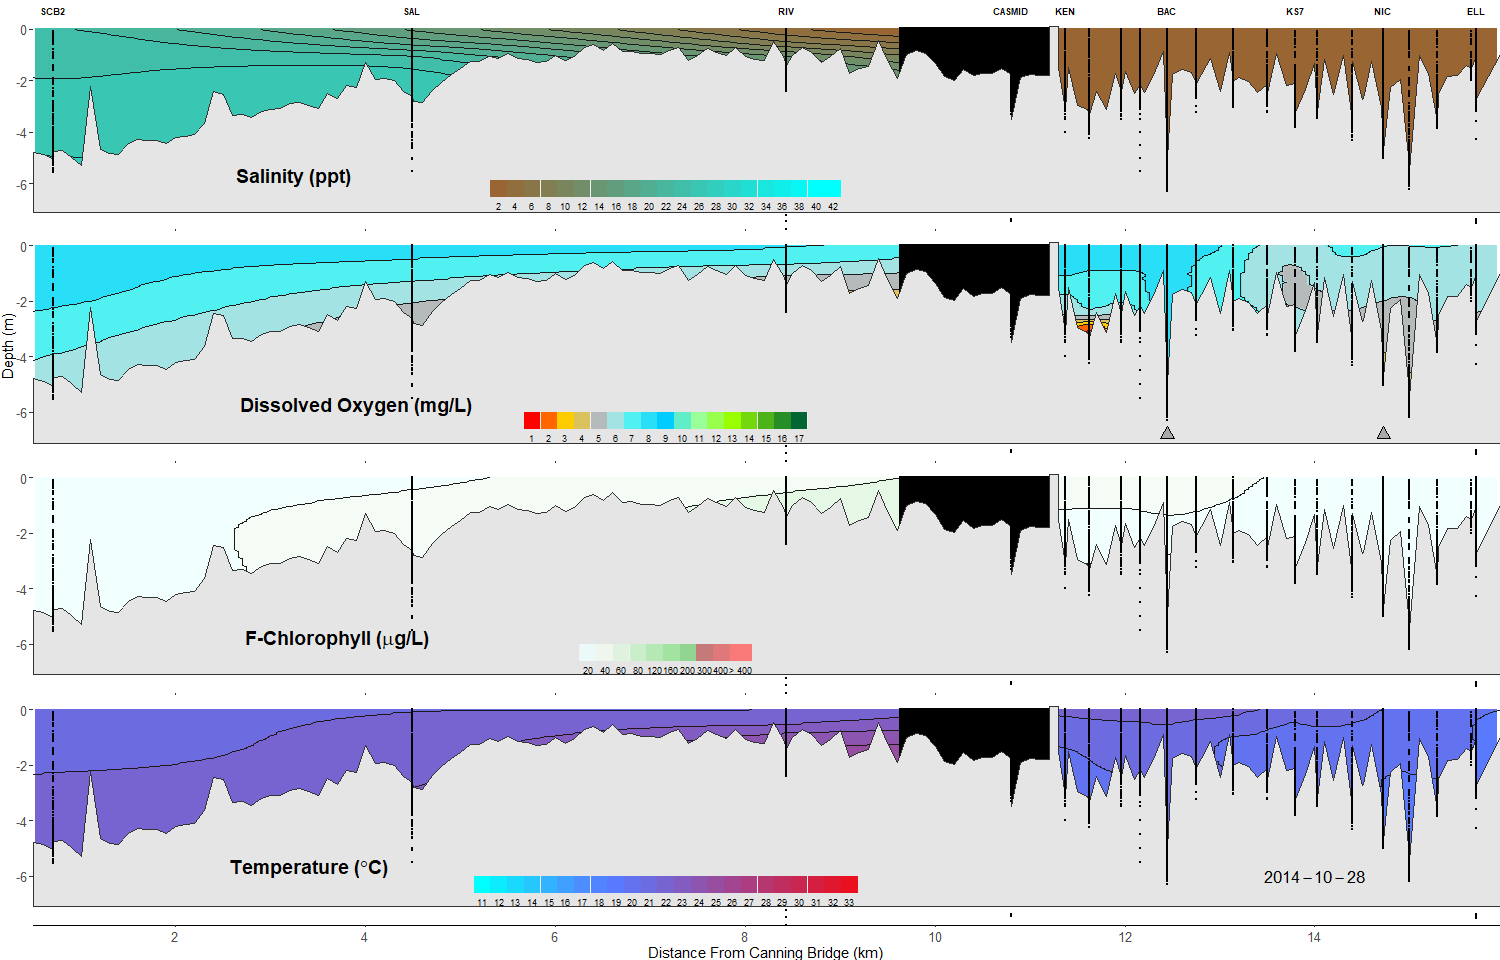 SCB2 SAL RIV CASMID KEN BAC KS7 NIC ELL
0
-2
-4
-6
Salinity (ppt)
2 4 6 8 10 12 14 16 18 20 22 24 26 28 30 32 34 36 38 40 42
0
-2
-4
-6
Depth (m)
Dissolved Oxygen (mg/L)
1 2 3 4 5 6 7 8 9 10 11 12 13 14 15 16 17
0
-2
-4
-6
F-Chlorophyll (µg/L)
20 40 60 80 120 160 200 300 400 > 400
0
-2
-4
-6
Temperature (°C)
2014-10-28
11 12 13 14 15 16 17 18 19 20 21 22 23 24 25 26 27 28 29 30 31 32 33
2 4 6 8 10 12 14
Distance From Canning Bridge (km)